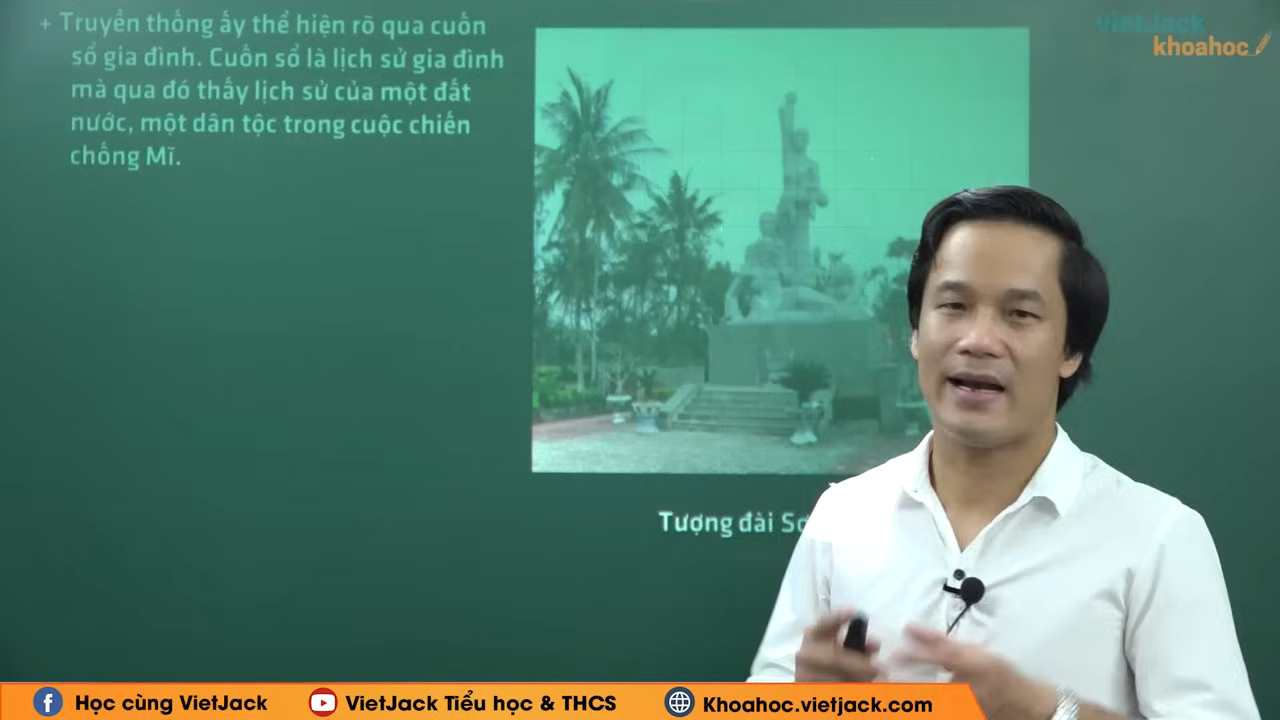 + Truyền thống ấy thể hiện rõ qua cuốn
sổ gia đình. Cuốn sổ là lịch sử gia đình
mà qua đó thấy lịch sử của một đất
nước, một dân tộc trong cuộc chiến
chống Mĩ.
vietJack
khoahoc
Tượng đài
Học cùng VietJack
VietJack Tiểu học & THCS
Khoahoc.vietjack.com